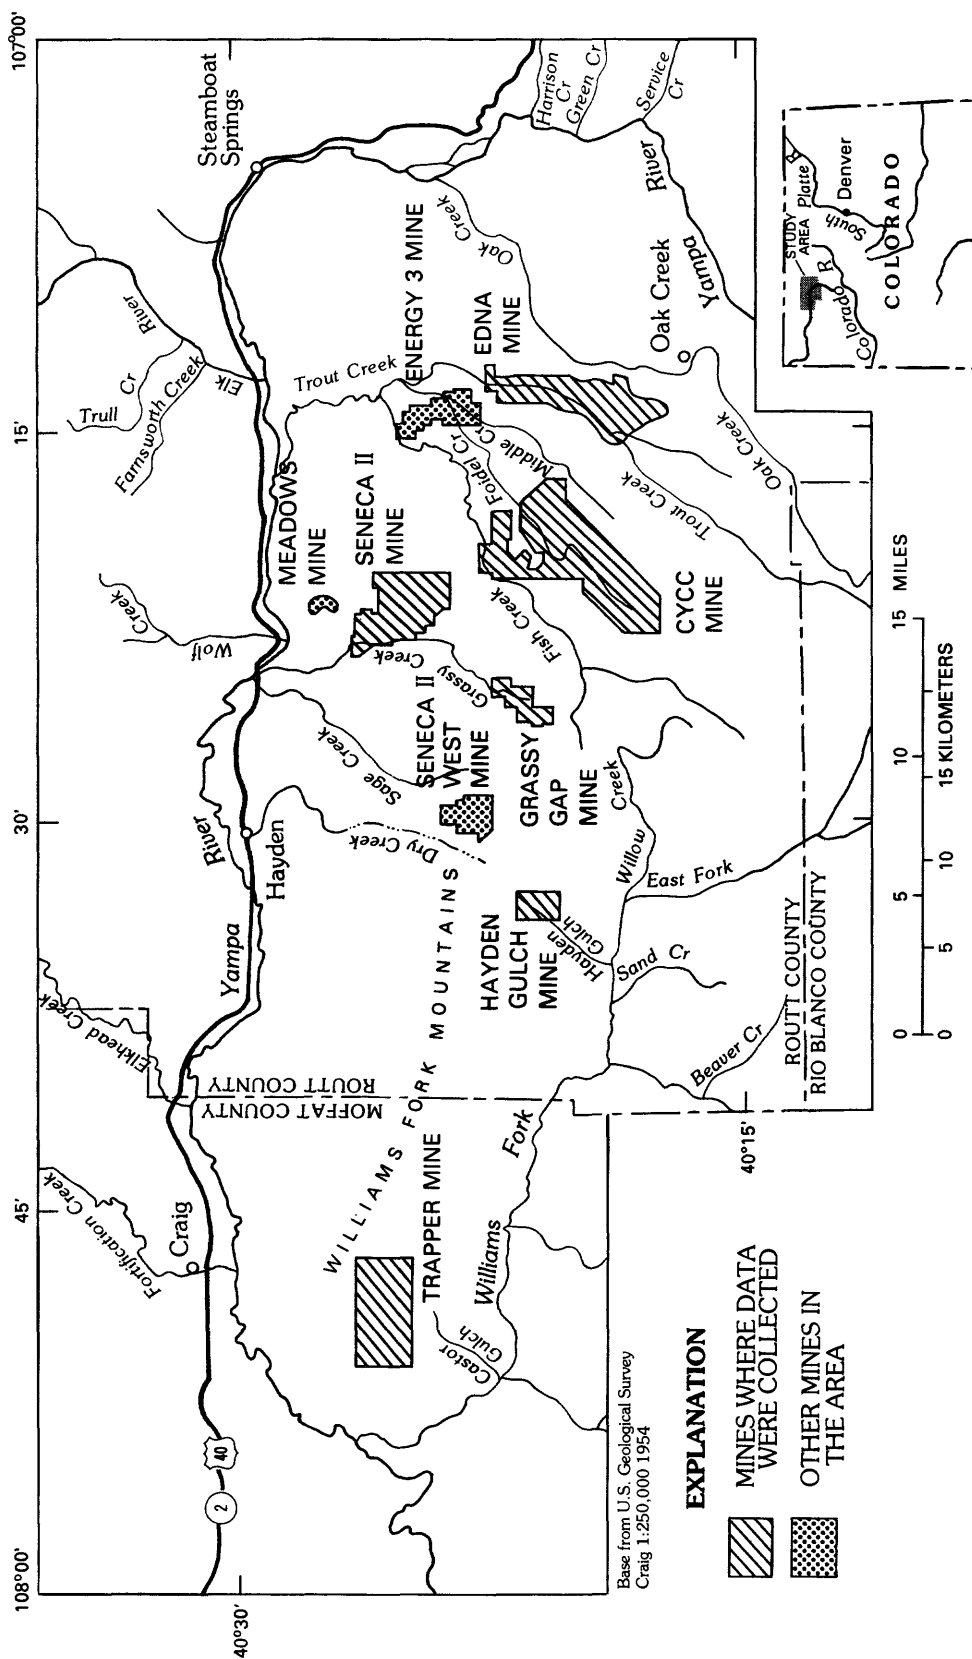 108°00'
45'
30'
15'
107°00'
40°30'
40°15'
Fortification Creek
Craig
Elkhead Creek
MOFFAT COUNTY
ROUTT COUNTY
Yampa
River
Hayden
Wolf
Creek
Trull
Cr
Farnsworth Creek
Elk
River
Steamboat
Springs
2
40
WILLIAMS FORK MOUNTAINS
TRAPPER MINE
Castor
Gulch
Williams
Fork
Dry Creek
Sage Creek
SENECA II
WEST
MINE
Grassy
Creek
MEADOWS
MINE
SENECA II
MINE
Trout Creek
ENERGY 3 MINE
EDNA
MINE
Oak
Creek
Harrison
Cr
Green Cr
Service
Cr
River
Yampa
Oak Creek
Foidel Cr
Middle Cr
Trout Creek
Oak Creek
Fish Creek
CYCC
MINE
GRASSY
GAP
MINE
HAYDEN
GULCH
MINE
Hayden
Gulch
Willow
Creek
East Fork
Sand Cr
Beaver Cr
ROUTT COUNTY
RIO BLANCO COUNTY
0
5
10
15 MILES
0
5
10
15 KILOMETERS
Base from U.S. Geological Survey
Craig 1:250,000 1954
EXPLANATION
MINES WHERE DATA
WERE COLLECTED
OTHER MINES IN
THE AREA
STUDY
AREA
Platte
R
South
Denver
Colorado
R
COLORADO